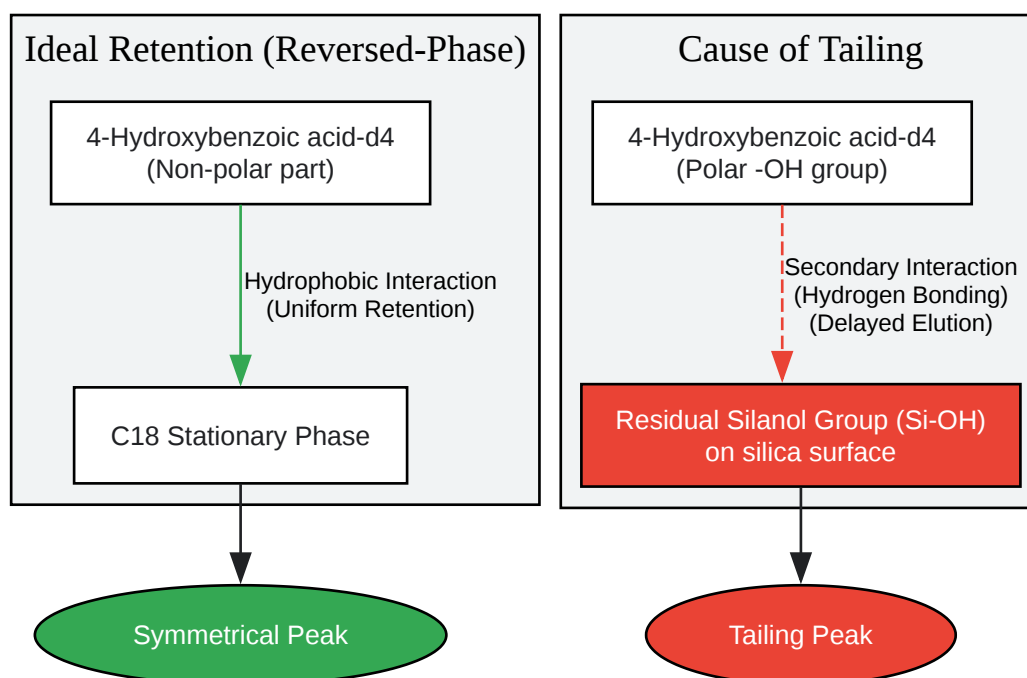 Ideal Retention (Reversed-Phase)
4-Hydroxybenzoic acid-d4
(Non-polar part)
Hydrophobic Interaction
(Uniform Retention)
C18 Stationary Phase
Symmetrical Peak
Cause of Tailing
4-Hydroxybenzoic acid-d4
(Polar -OH group)
Secondary Interaction
(Hydrogen Bonding)
(Delayed Elution)
Residual Silanol Group (Si-OH)
on silica surface
Tailing Peak